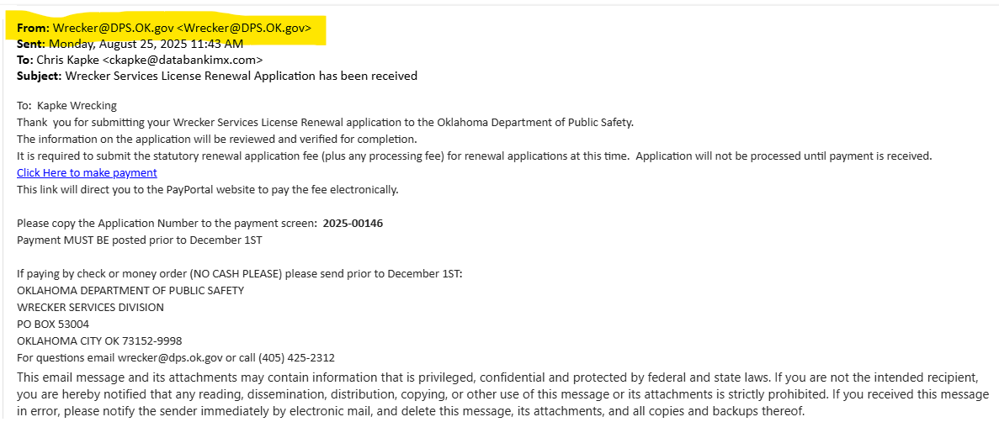 From: Wrecker@DPS.OK.gov <Wrecker@DPS.OK.gov>
Sent: Monday, August 25, 2025 11:43 AM
To: Chris Kapke <ckapke@databankimx.com>
Subject: Wrecker Services License Renewal Application has been received
To:  Kapke Wrecking
Thank  you for submitting your Wrecker Services License Renewal application to the Oklahoma Department of Public Safety.
The information on the application will be reviewed and verified for completion.
It is required to submit the statutory renewal application fee (plus any processing fee) for renewal applications at this time.  Application will not be processed until payment is received.
Click Here to make payment
This link will direct you to the PayPortal website to pay the fee electronically.
Please copy the Application Number to the payment screen:  2025-00146
Payment MUST BE posted prior to December 1ST
If paying by check or money order (NO CASH PLEASE) please send prior to December 1ST:
OKLAHOMA DEPARTMENT OF PUBLIC SAFETY
WRECKER SERVICES DIVISION
PO BOX 53004
OKLAHOMA CITY OK 73152-9998
For questions email wrecker@dps.ok.gov or call (405) 425-2312
This email message and its attachments may contain information that is privileged, confidential and protected by federal and state laws. If you are not the intended recipient,
you are hereby notified that any reading, dissemination, distribution, copying, or other use of this message or its attachments is strictly prohibited. If you received this message
in error, please notify the sender immediately by electronic mail, and delete this message, its attachments, and all copies and backups thereof.